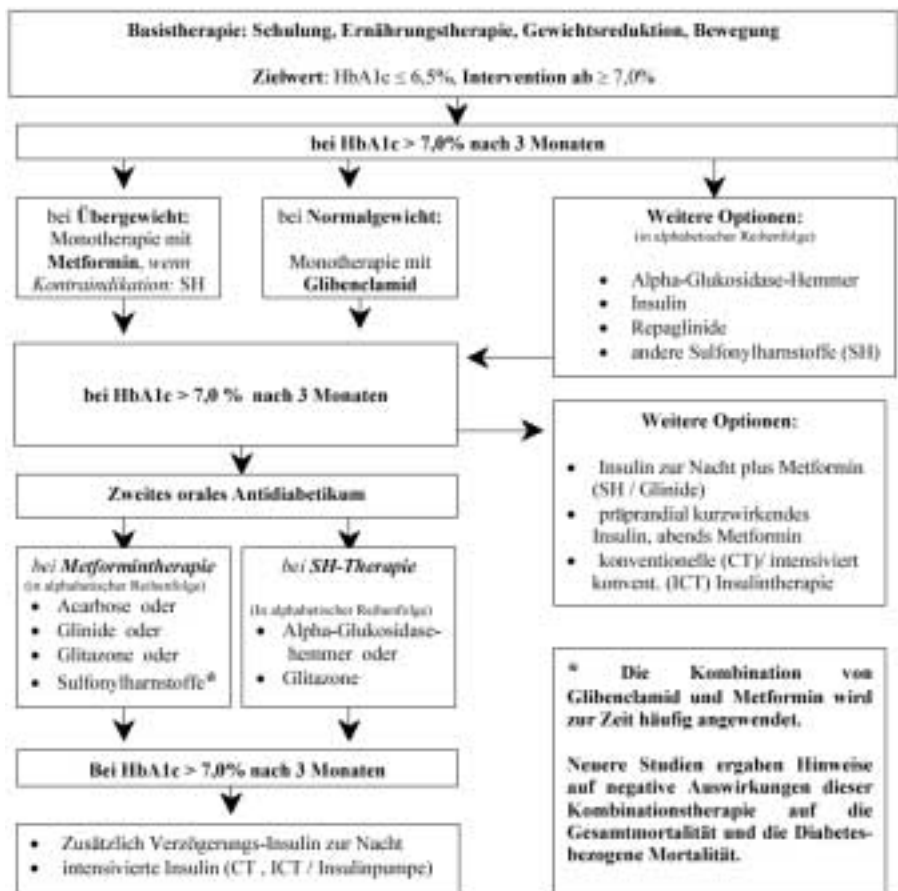 Basistherapie: Schulung, Ernährungstherapie, Gewichtsreduktion, Bewegung
Zielwert: HbA1c ≤ 6,5%, Intervention ab ≥ 7,0%
bei HbA1c > 7,0% nach 3 Monaten
bei Übergewicht:
Monotherapie mit
Metformin, wenn
Kontraindikation: SH
bei Normalgewicht:
Monotherapie mit
Glibenclamid
Weitere Optionen:
(in alphabetischer Reihenfolge)
• Alpha-Glukosidase-Hemmer
• Insulin
• Repaglinide
• andere Sulfonylharnstoffe (SH)
bei HbA1c > 7,0 % nach 3 Monaten
Weitere Optionen:
• Insulin zur Nacht plus Metformin
(SH / Glinide)
• präprandial kurzwirkendes
Insulin, abends Metformin
• konventionelle (CT)/ intensiviert
konvent. (ICT) Insulintherapie
Zweites orales Antidiabetikum
bei Metformintherapie
(in alphabetischer Reihenfolge)
• Acarbose oder
• Glinide oder
• Glitazone oder
• Sulfonylharnstoffe*
bei SH-Therapie
(In alphabetischer Reihenfolge)
• Alpha-Glukosidase-
hemmer oder
• Glitazone
* Die Kombination von
Glibenclamid und Metformin wird
zur Zeit häufig angewendet.
Neuere Studien ergaben Hinweise
auf negative Auswirkungen dieser
Kombinationstherapie auf die
Gesamtmortalität und die Diabetes-
bezogene Mortalität.
Bei HbA1c > 7,0% nach 3 Monaten
• Zusätzlich Verzögerungs-Insulin zur Nacht
• intensivierte Insulin (CT , ICT / Insulinpumpe)